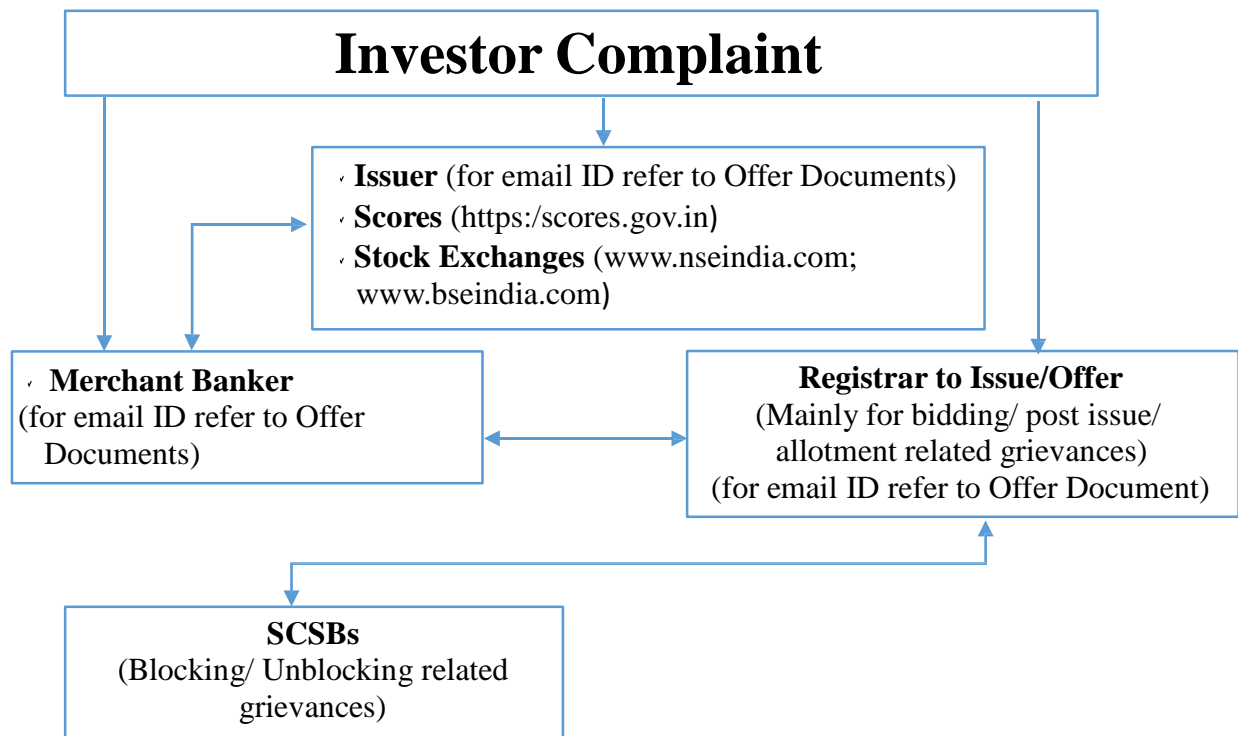 Investor Complaint
✓ Issuer (for email ID refer to Offer Documents)
✓ Scores (https:/scores.gov.in)
✓ Stock Exchanges (www.nseindia.com;
www.bseindia.com)
✓ Merchant Banker
(for email ID refer to Offer
Documents)
Registrar to Issue/Offer
(Mainly for bidding/ post issue/
allotment related grievances)
(for email ID refer to Offer Document)
SCSBs
(Blocking/ Unblocking related
grievances)